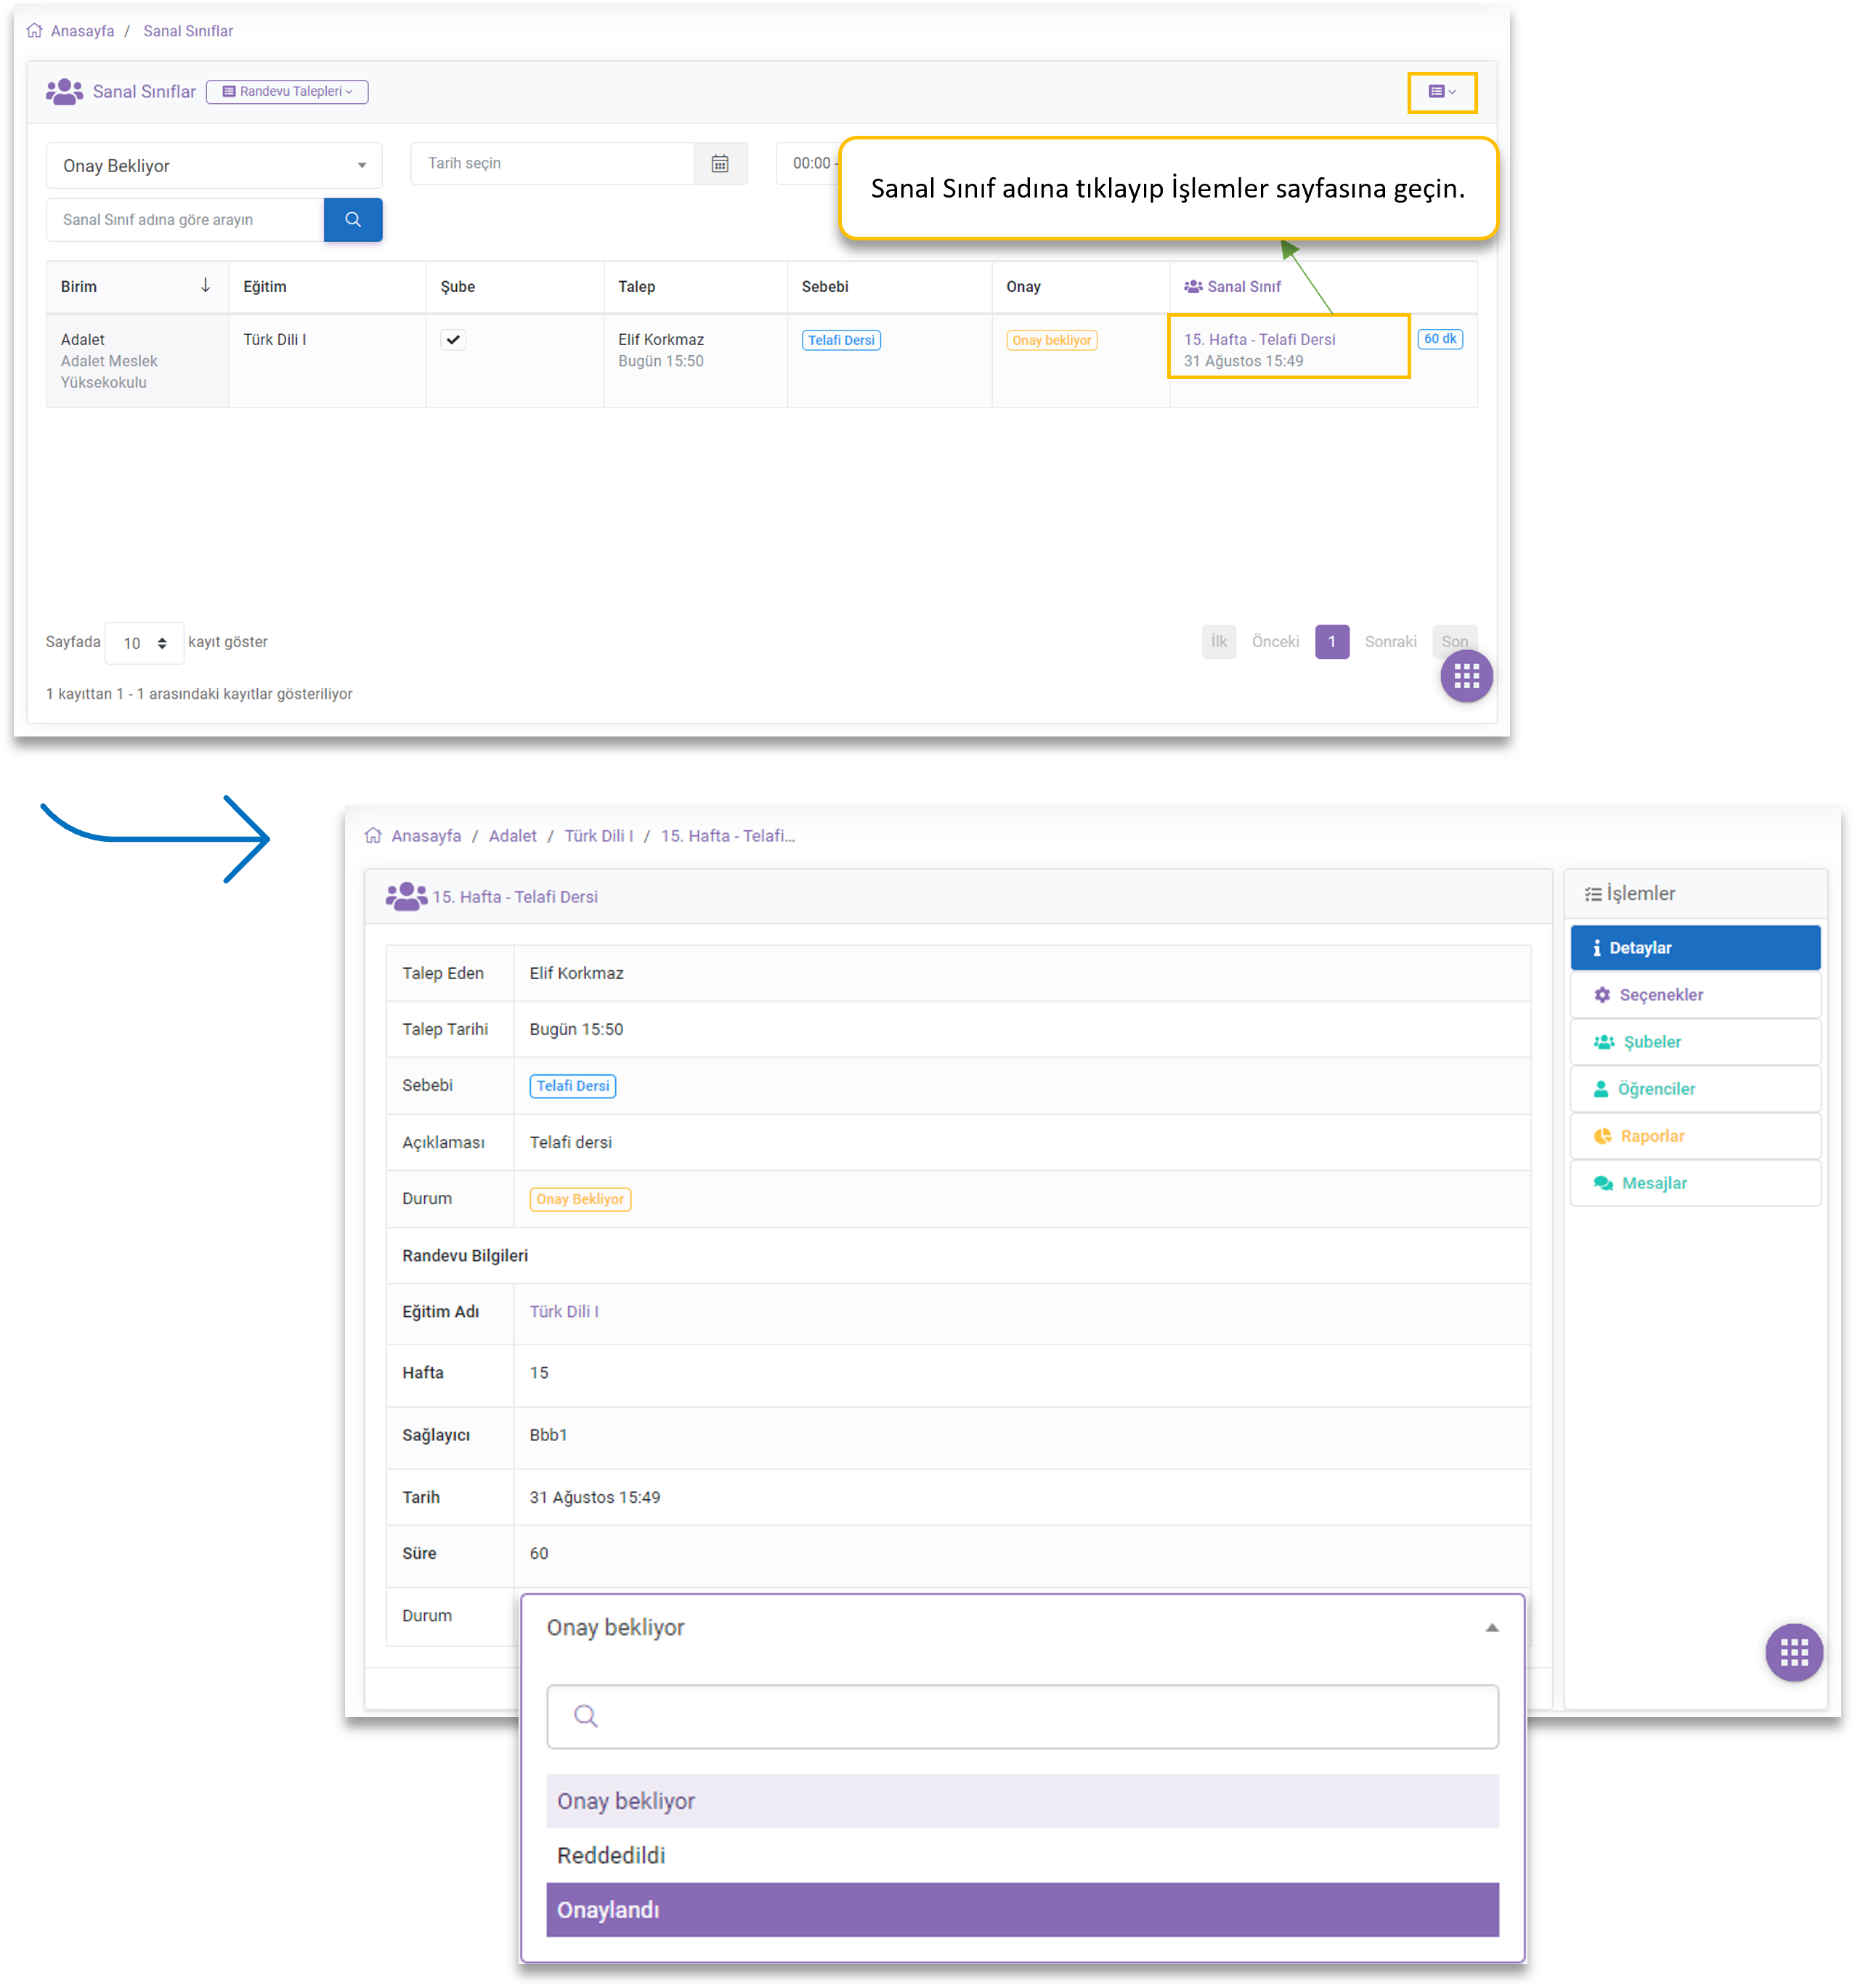 Anasayfa / Sanal Sınıflar
Sanal Sınıflar Randevu Talepleri
Onay Bekliyor Tarih seçin 00:00 -
Sanal Sınıf adına tıklayıp İşlemler sayfasına geçin.
Sanal Sınıf adına göre arayın
Birim Eğitim Şube Talep Sebebi Onay Sanal Sınıf
Adalet Türk Dili I Elif Korkmaz Telafi Dersi Onay bekliyor 15. Hafta - Telafi Dersi 60 dk
Adalet Meslek Bugün 15:50 31 Ağustos 15:49
Yüksekokulu
Sayfada 10 kayıt göster İlk Önceki 1 Sonraki Son
1 kayıttan 1 - 1 arasındaki kayıtlar gösteriliyor
Anasayfa / Adalet / Türk Dili I / 15. Hafta - Telafi...
15. Hafta - Telafi Dersi
Talep Eden Elif Korkmaz
Talep Tarihi Bugün 15:50
Sebebi Telafi Dersi
Açıklaması Telafi dersi
Durum Onay Bekliyor
Randevu Bilgileri
Eğitim Adı Türk Dili I
Hafta 15
Sağlayıcı Bbb1
Tarih 31 Ağustos 15:49
Süre 60
Durum Onay bekliyor
Onay bekliyor
Reddedildi
Onaylandı
İşlemler
Detaylar
Seçenekler
Şubeler
Öğrenciler
Raporlar
Mesajlar